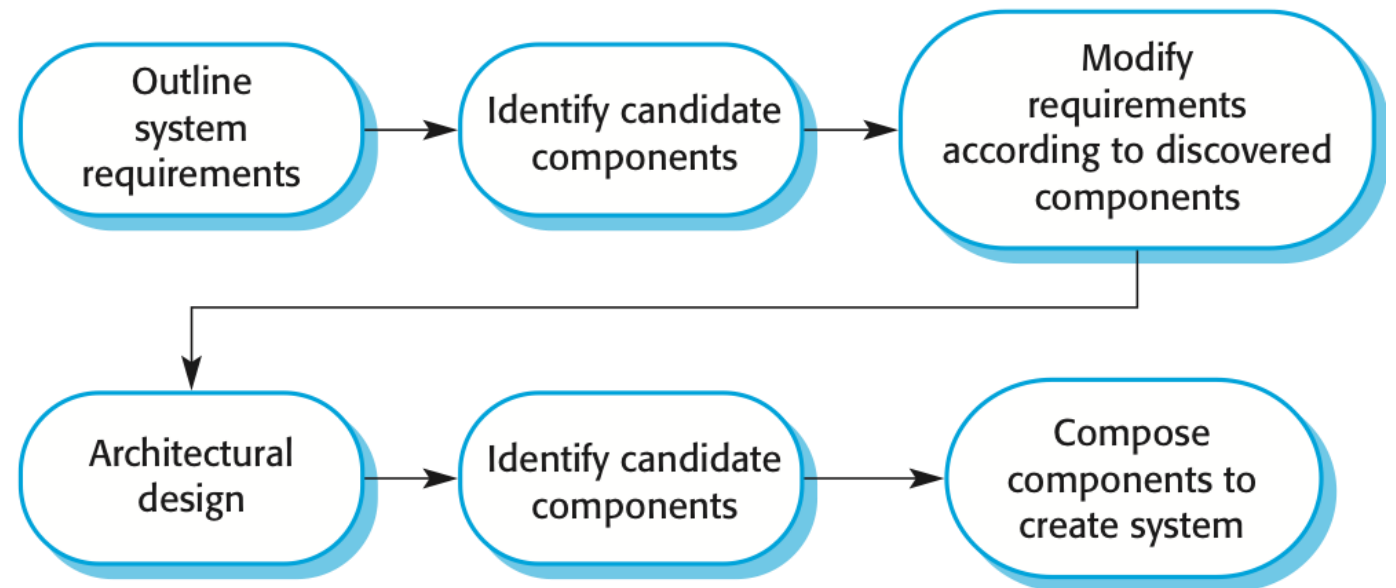 Outline
system
requirements
Identify candidate
components
Modify
requirements
according to discovered
components
Architectural
design
Identify candidate
components
Compose
components to
create system